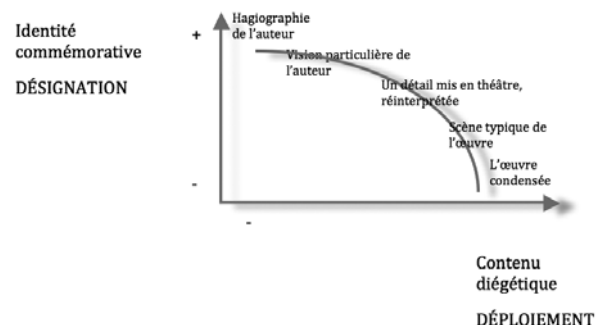 Identité
commémorative
DÉSIGNATION
+
Hagiographie
de l'auteur
Vision particulière de
l'auteur
Un détail mis en théâtre,
réinterprétée
Scène typique de
l'œuvre
L'œuvre
condensée
-
-
Contenu
diégétique
DÉPLOIEMENT